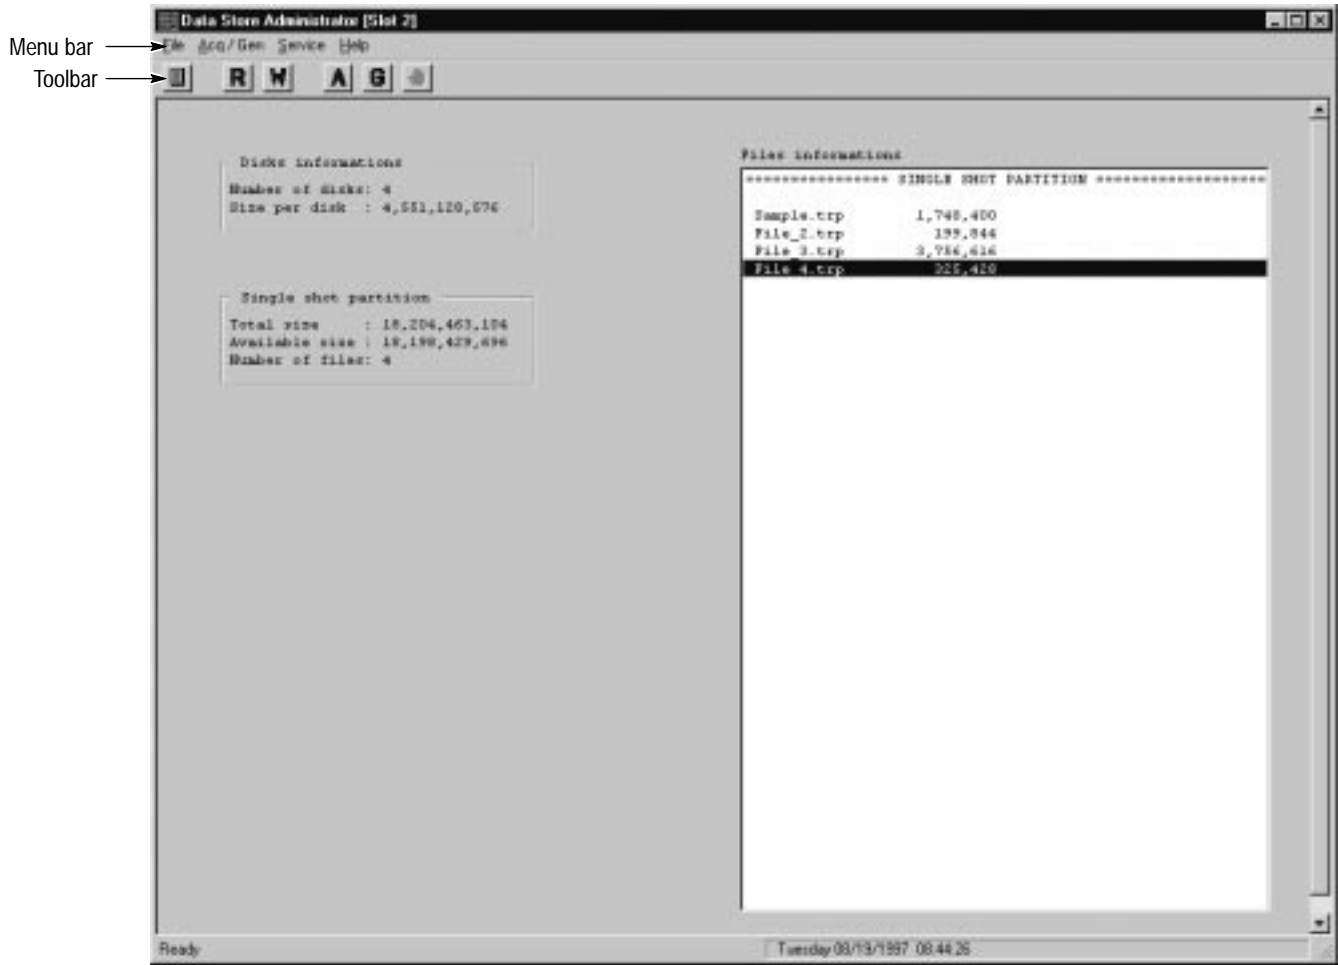 Data Store Administrator [Slot 2]
Menu bar
File Acq/Gen Service Help
Toolbar
R W A G
Disks informations
Number of disks: 4
Size per disk : 4,551,120,576
Single shot partition
Total size : 18,204,463,104
Available size : 18,198,429,696
Number of files: 4
Files informations
**************** SINGLE SHOT PARTITION *******************
Sample.trp 1,748,400
File_2.trp 199,844
File_3.trp 3,756,616
File_4.trp 325,428
Ready
Tuesday 08/19/1997 08:44:26